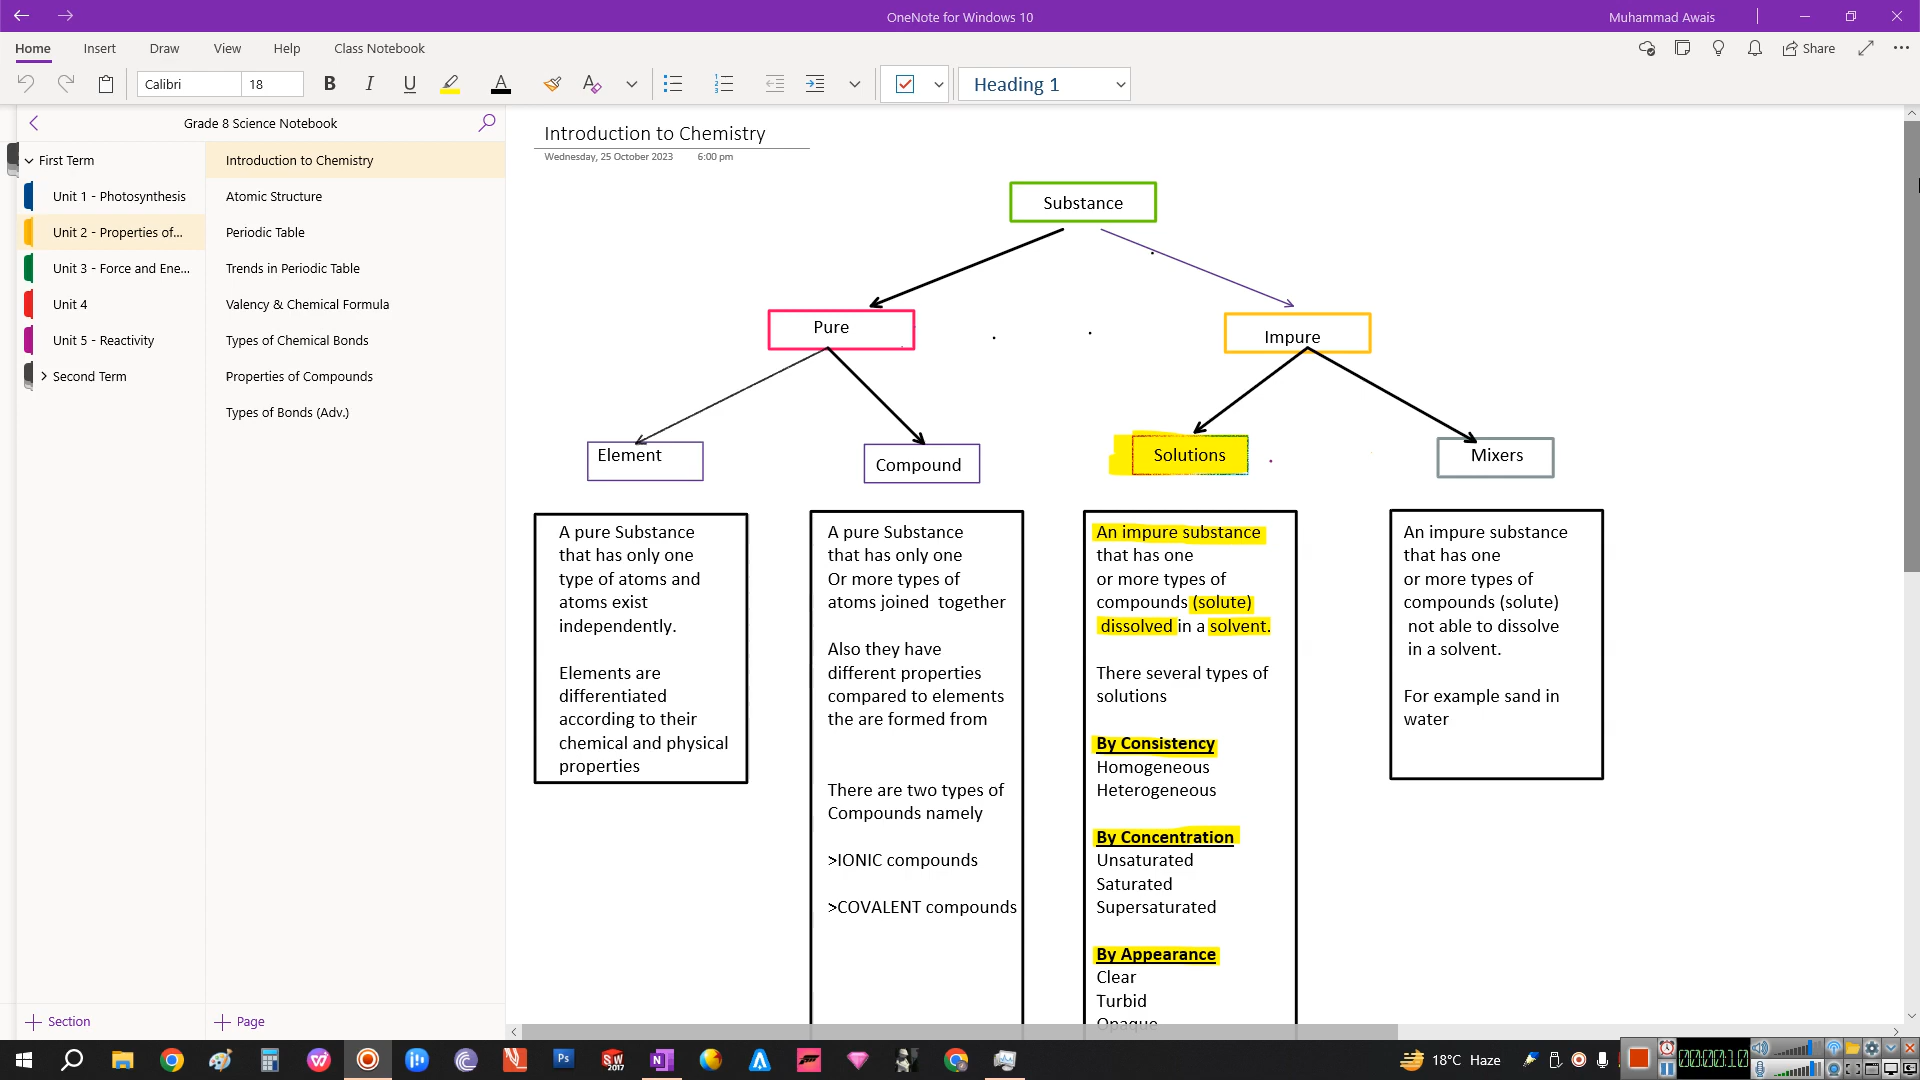 OneNote for Windows 10
Muhammad Awais
Home
Insert
Draw
View
Help
Class Notebook
Share
Calibri
18
B
I
U
A
Heading 1
Grade 8 Science Notebook
First Term
Unit 1 - Photosynthesis
Unit 2 - Properties of...
Unit 3 - Force and Ene...
Unit 4
Unit 5 - Reactivity
Second Term
Introduction to Chemistry
Atomic Structure
Periodic Table
Trends in Periodic Table
Valency & Chemical Formula
Types of Chemical Bonds
Properties of Compounds
Types of Bonds (Adv.)
Section
Page
Introduction to Chemistry
Wednesday, 25 October 2023 6:00 pm
Substance
Pure
Impure
Element
Compound
Solutions
Mixers
A pure Substance
that has only one
type of atoms and
atoms exist
independently.
Elements are
differentiated
according to their
chemical and physical
properties
A pure Substance
that has only one
Or more types of
atoms joined together
Also they have
different properties
compared to elements
the are formed from
There are two types of
Compounds namely
>IONIC compounds
>COVALENT compounds
An impure substance
that has one
or more types of
compounds (solute)
dissolved in a solvent.
There several types of
solutions
By Consistency
Homogeneous
Heterogeneous
By Concentration
Unsaturated
Saturated
Supersaturated
By Appearance
Clear
Turbid
Opaque
An impure substance
that has one
or more types of
compounds (solute)
not able to dissolve
in a solvent.
For example sand in
water
Ps
SW
2017
N
18°C Haze
00:00:10